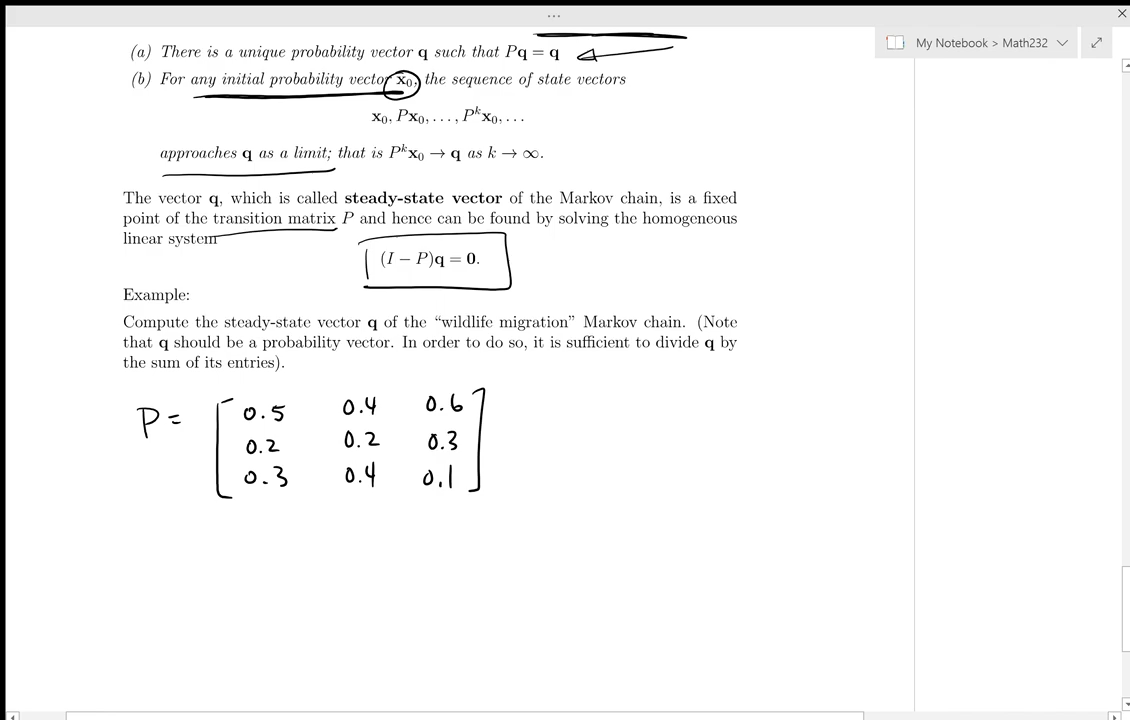 ...
My Notebook > Math232
(a) There is a unique probability vector q such that Pq = q
(b) For any initial probability vector x₀, the sequence of state vectors
x₀, Px₀, . . . , Pᵏx₀, . . .
approaches q as a limit; that is Pᵏx₀ → q as k → ∞.
The vector q, which is called steady-state vector of the Markov chain, is a fixed
point of the transition matrix P and hence can be found by solving the homogeneous
linear system
(I − P)q = 0.
Example:
Compute the steady-state vector q of the “wildlife migration” Markov chain. (Note
that q should be a probability vector. In order to do so, it is sufficient to divide q by
the sum of its entries).
0.5 0.4 0.6
P =
0.2 0.2 0.3
0.3 0.4 0.1